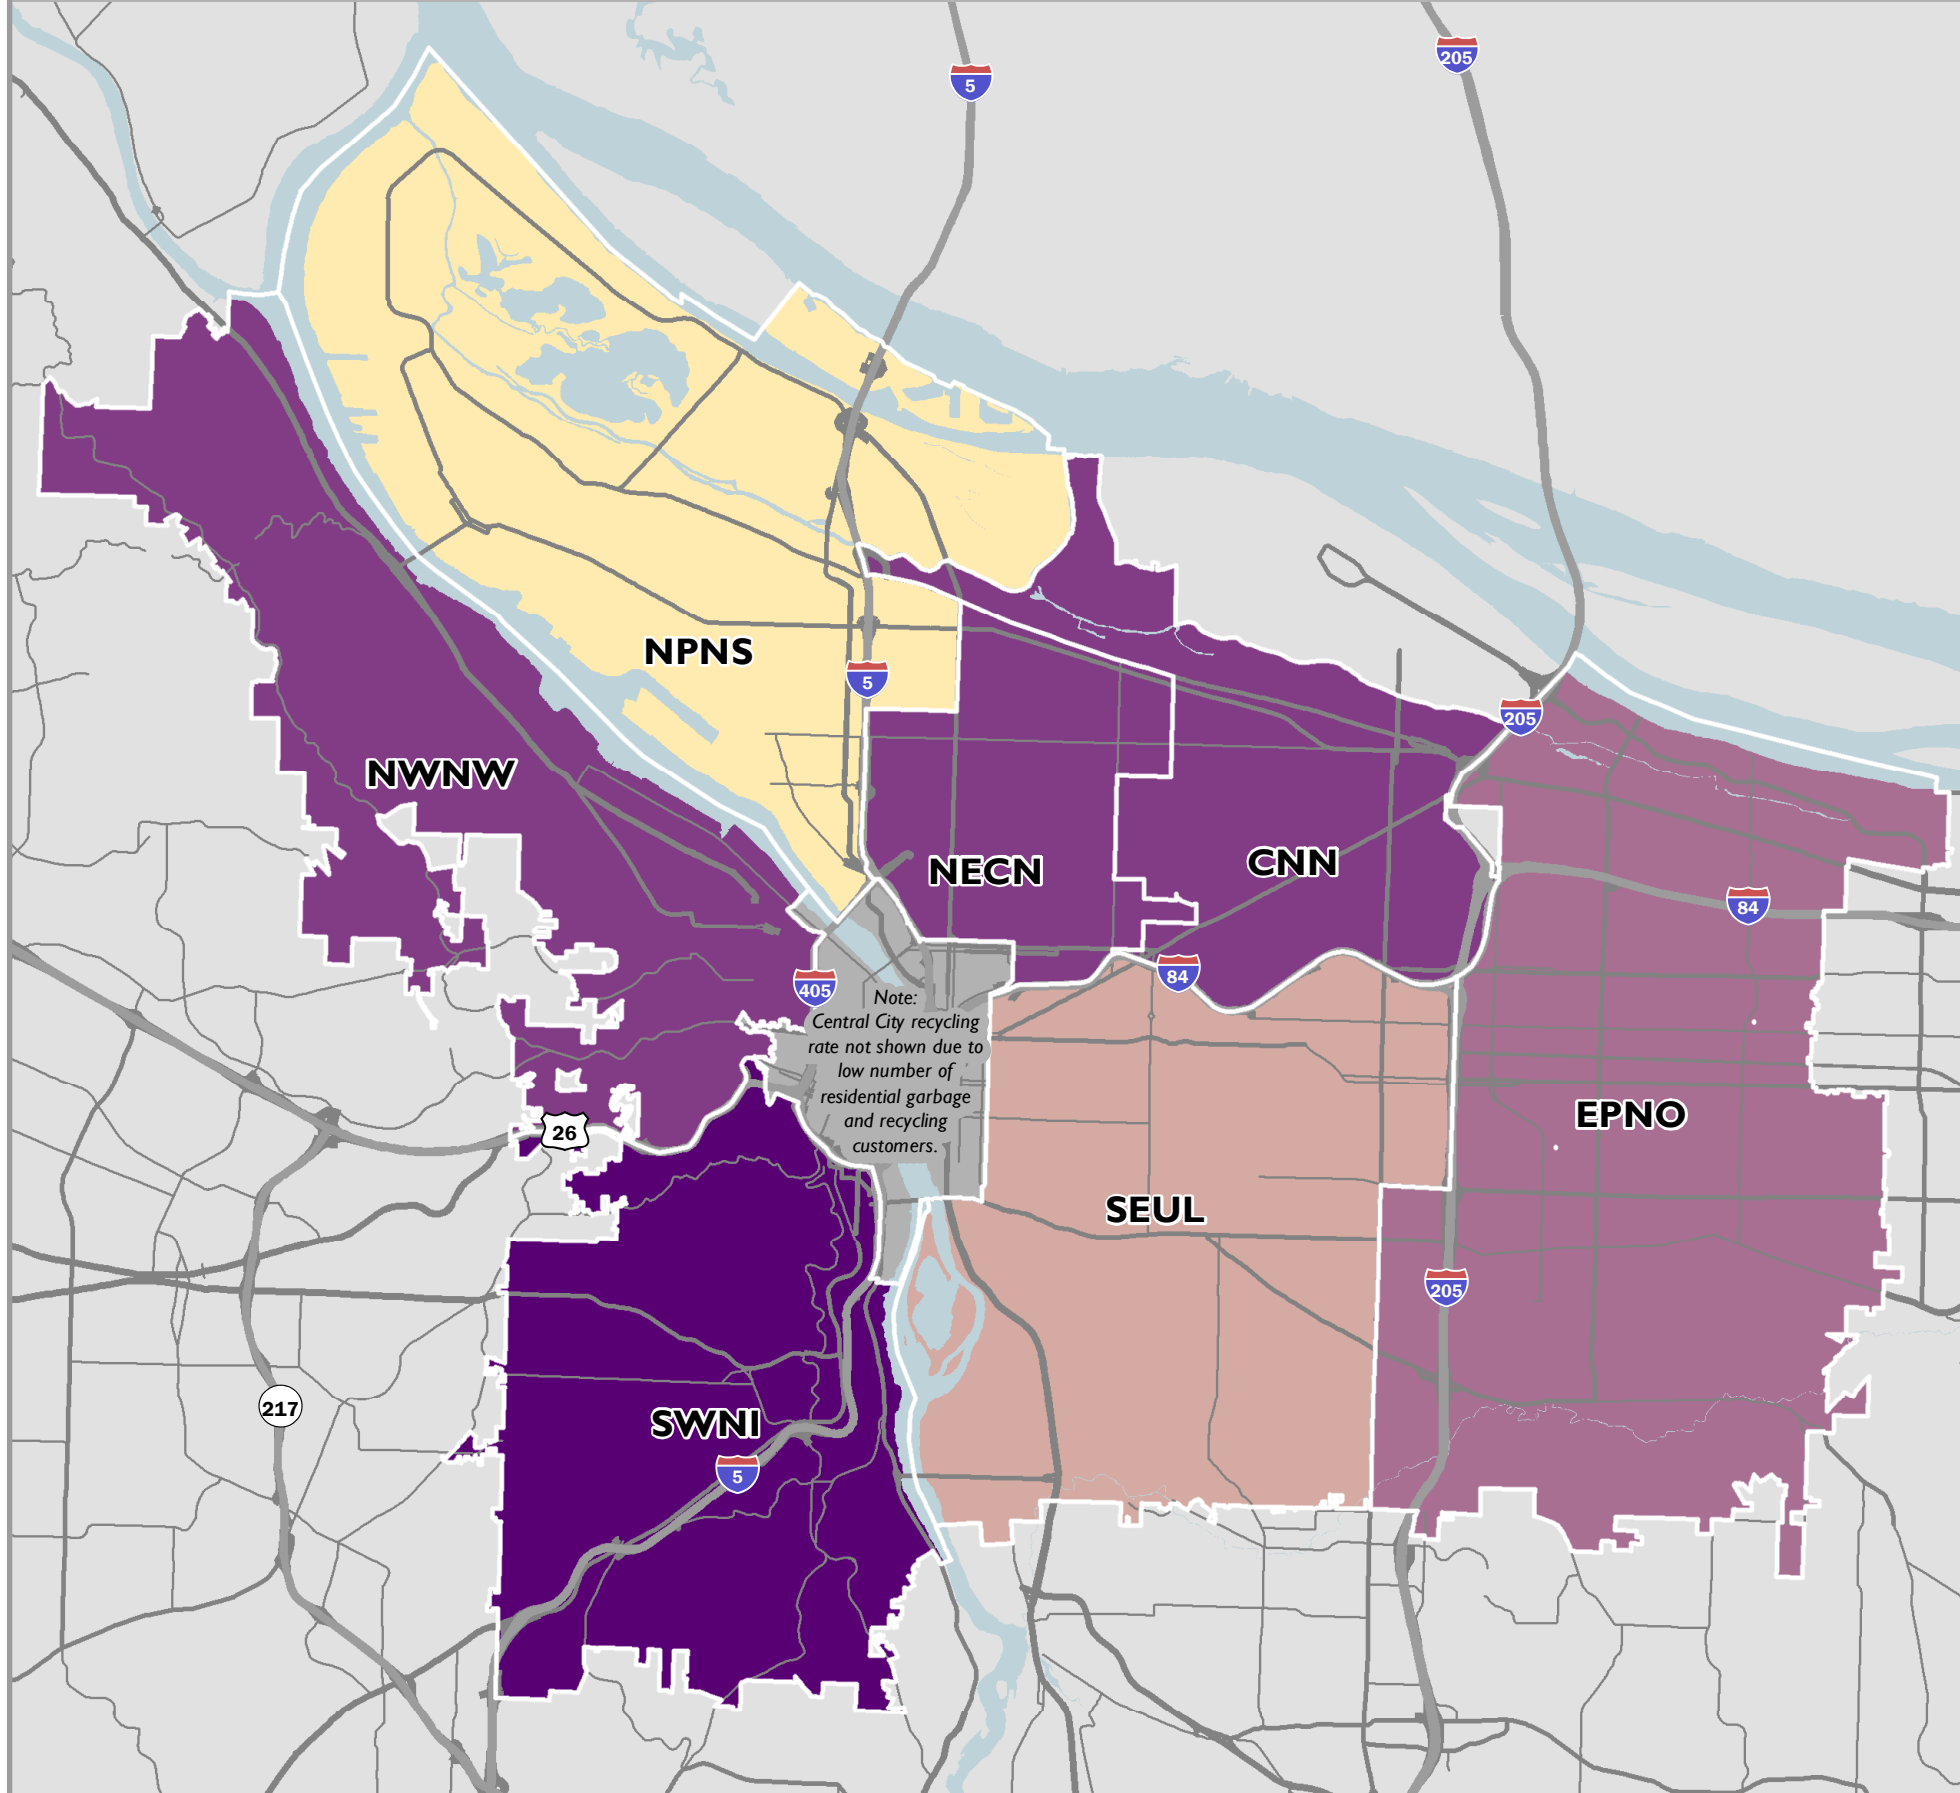 205
5
NPNS
5
205
NWNW
NECN
CNN
84
84
405
Note:
Central City recycling
rate not shown due to
low number of
residential garbage
and recycling
customers.
26
EPNO
SEUL
205
217
SWNI
5